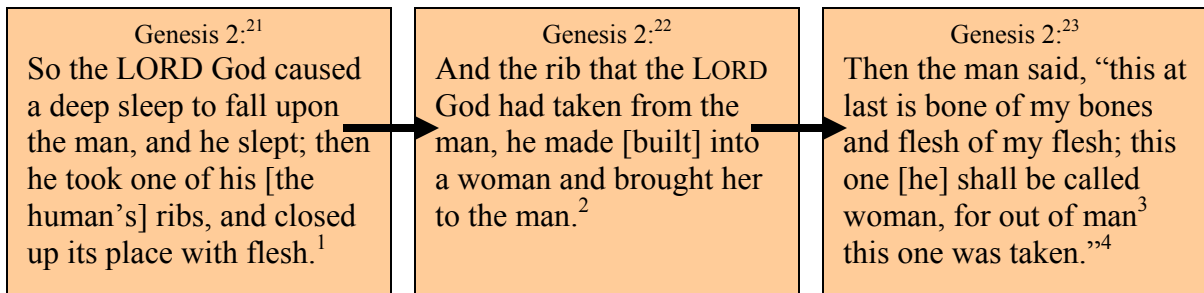 Genesis 2:21
So the LORD God caused
a deep sleep to fall upon
the man, and he slept; then
he took one of his [the
human's] ribs, and closed
up its place with flesh.1
Genesis 2:22
And the rib that the LORD
God had taken from the
man, he made [built] into
a woman and brought her
to the man.2
Genesis 2:23
Then the man said, “this at
last is bone of my bones
and flesh of my flesh; this
one [he] shall be called
woman, for out of man3
this one was taken.”4